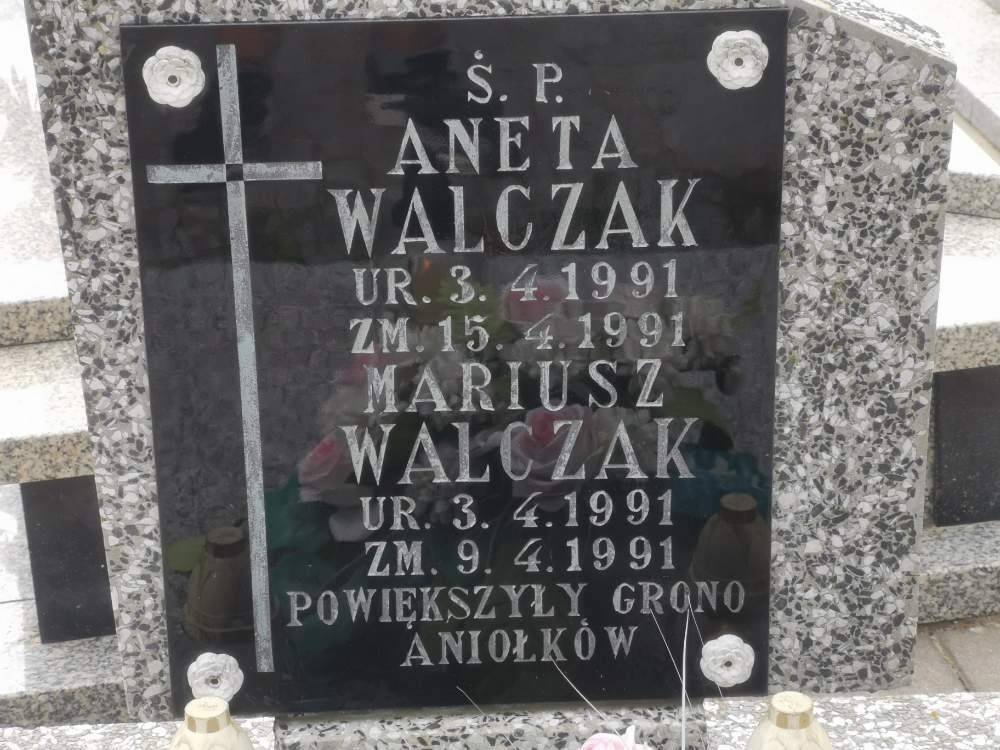 Ś. P.
ANETA
WALCZAK
UR. 3. 4. 1991
ZM. 15. 4. 1991
MARIUSZ
WALCZAK
UR. 3. 4. 1991
ZM. 9. 4. 1991
POWIĘKSZYŁY GRONO
ANIOŁKÓW